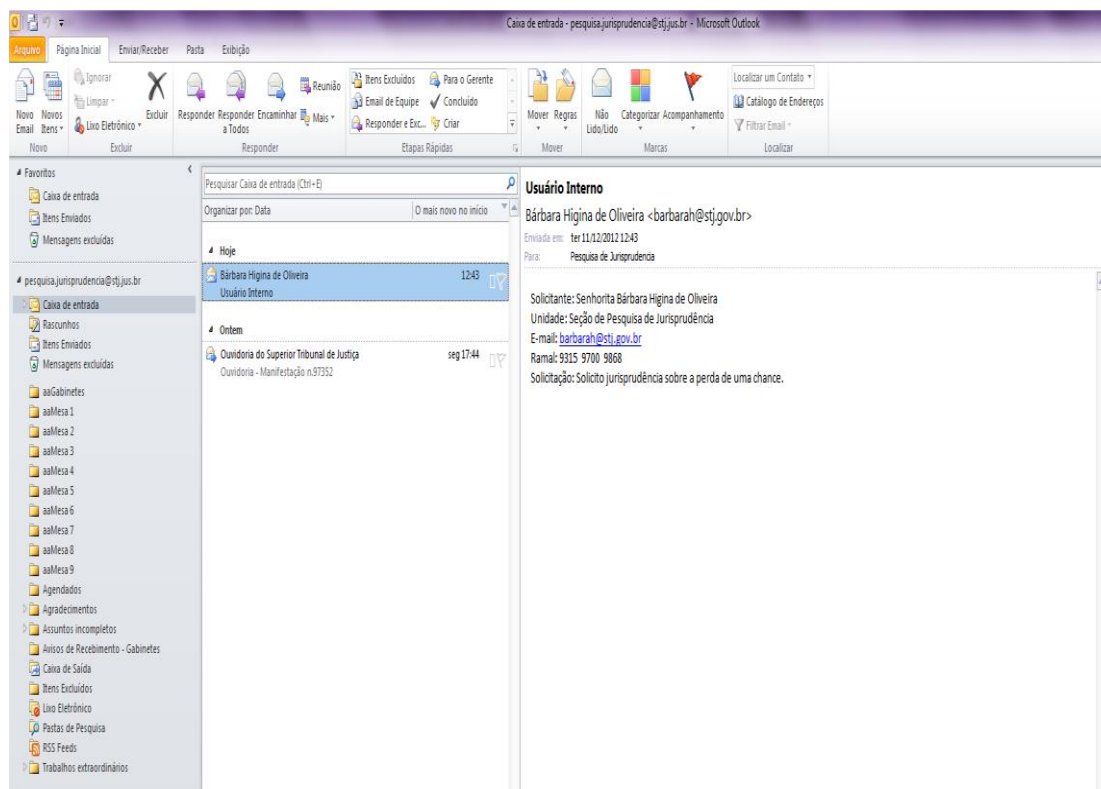 Caixa de entrada - pesquisa.jurisprudencia@stj.jus.br - Microsoft Outlook
Arquivo Página Inicial Enviar/Receber Pasta Exibição
Novo Email
Novos Itens
Novo
Ignorar
Limpar
Lixo Eletrônico
Excluir
Excluir
Responder
Responder a Todos
Encaminhar
Reunião
Mais
Responder
Itens Excluídos
Email de Equipe
Responder e Exc...
Para o Gerente
Concluído
Criar
Etapas Rápidas
Mover
Regras
Mover
Não Lido/Lido
Categorizar
Acompanhamento
Marcas
Localizar um Contato
Catálogo de Endereços
Filtrar Email
Localizar
Favoritos
Caixa de entrada
Itens Enviados
Mensagens excluídas
pesquisa.jurisprudencia@stj.jus.br
Caixa de entrada
Rascunhos
Itens Enviados
Mensagens excluídas
aaGabinetes
aaMesa 1
aaMesa 2
aaMesa 3
aaMesa 4
aaMesa 5
aaMesa 6
aaMesa 7
aaMesa 8
aaMesa 9
Agendados
Agradecimentos
Assuntos incompletos
Avisos de Recebimento - Gabinetes
Caixa de Saída
Itens Excluídos
Lixo Eletrônico
Pastas de Pesquisa
RSS Feeds
Trabalhos extraordinários
Pesquisar Caixa de entrada (Ctrl+E)
Organizar por: Data O mais novo no início
Hoje
Bárbara Higina de Oliveira 12:43
Usuário Interno
Ontem
Ouvidoria do Superior Tribunal de Justiça seg 17:44
Ouvidoria - Manifestação n.97352
Usuário Interno
Bárbara Higina de Oliveira <barbarah@stj.gov.br>
Enviada em: ter 11/12/2012 12:43
Para: Pesquisa de Jurisprudencia
Solicitante: Senhorita Bárbara Higina de Oliveira
Unidade: Seção de Pesquisa de Jurisprudência
E-mail: barbarah@stj.gov.br
Ramal: 9315 9700 9868
Solicitação: Solicito jurisprudência sobre a perda de uma chance.